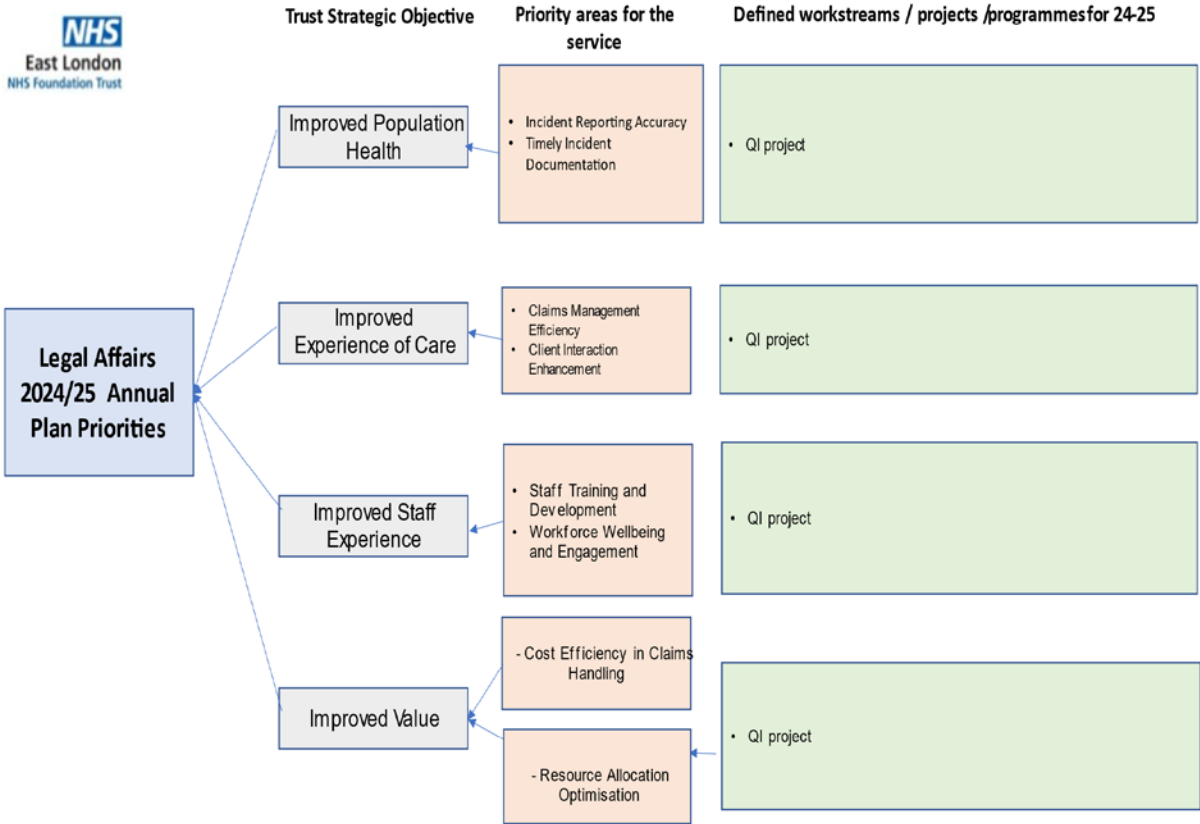 NHS
East London
NHS Foundation Trust
Trust Strategic Objective
Priority areas for the
service
Defined workstreams / projects /programmes for 24-25
Legal Affairs
2024/25 Annual
Plan Priorities
Improved Population
Health
• Incident Reporting Accuracy
• Timely Incident
Documentation
• QI project
Improved
Experience of Care
• Claims Management
Efficiency
• Client Interaction
Enhancement
• QI project
Improved Staff
Experience
• Staff Training and
Development
• Workforce Wellbeing
and Engagement
• QI project
Improved Value
- Cost Efficiency in Claims
Handling
- Resource Allocation
Optimisation
• QI project